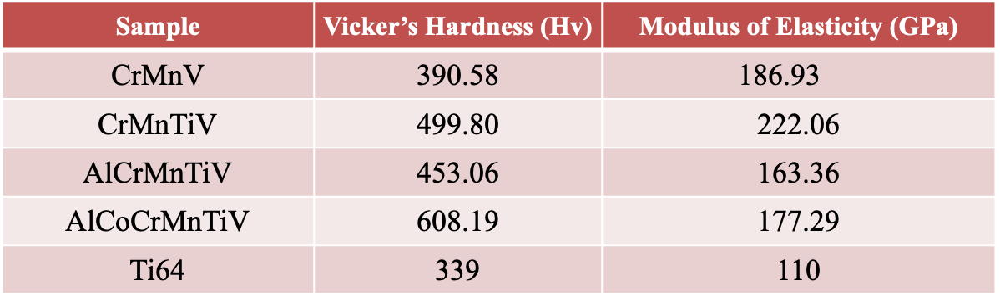 Sample Vicker’s Hardness (Hv) Modulus of Elasticity (GPa)
CrMnV 390.58 186.93
CrMnTiV 499.80 222.06
AlCrMnTiV 453.06 163.36
AlCoCrMnTiV 608.19 177.29
Ti64 339 110